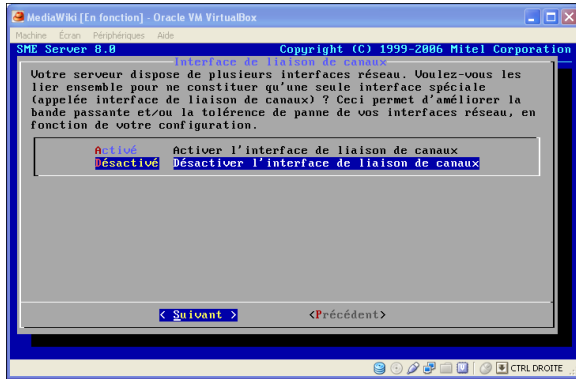 MediaWiki [En fonction] - Oracle VM VirtualBox
Machine Écran Périphériques Aide
SME Server 8.0 Copyright (C) 1999-2006 Mitel Corporation
Interface de liaison de canaux
Votre serveur dispose de plusieurs interfaces réseau. Voulez-vous les
lier ensemble pour ne constituer qu'une seule interface spéciale
(appelée interface de liaison de canaux) ? Ceci permet d'améliorer la
bande passante et/ou la tolérence de panne de vos interfaces réseau, en
fonction de votre configuration.
Activé Activer l'interface de liaison de canaux
Désactivé Désactiver l'interface de liaison de canaux
< Suivant > <Précédent>
CTRL DROITE